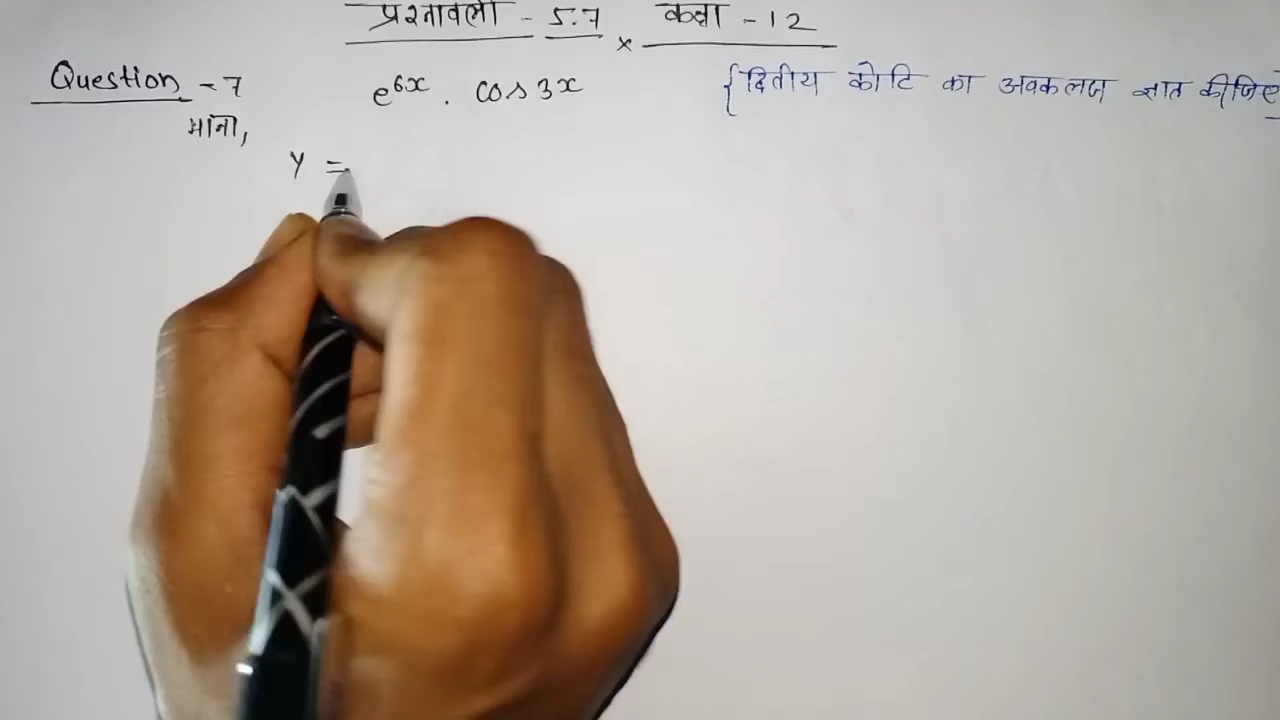 प्रश्नावली - 5.7 × कक्षा - 12
Question - 7 e^6x . cos 3x {द्वितीय कोटि का अवकलज ज्ञात कीजिए
माना,
y =